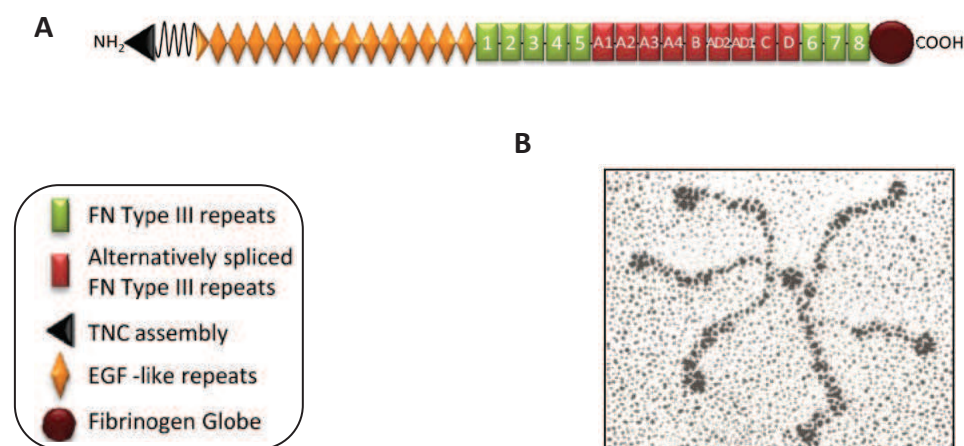 A
NH2 1 2 3 4 5 A1 A2 A3 A4 B AD2 AD1 C D 6 7 8 COOH
B
FN Type III repeats
Alternatively spliced
FN Type III repeats
TNC assembly
EGF -like repeats
Fibrinogen Globe